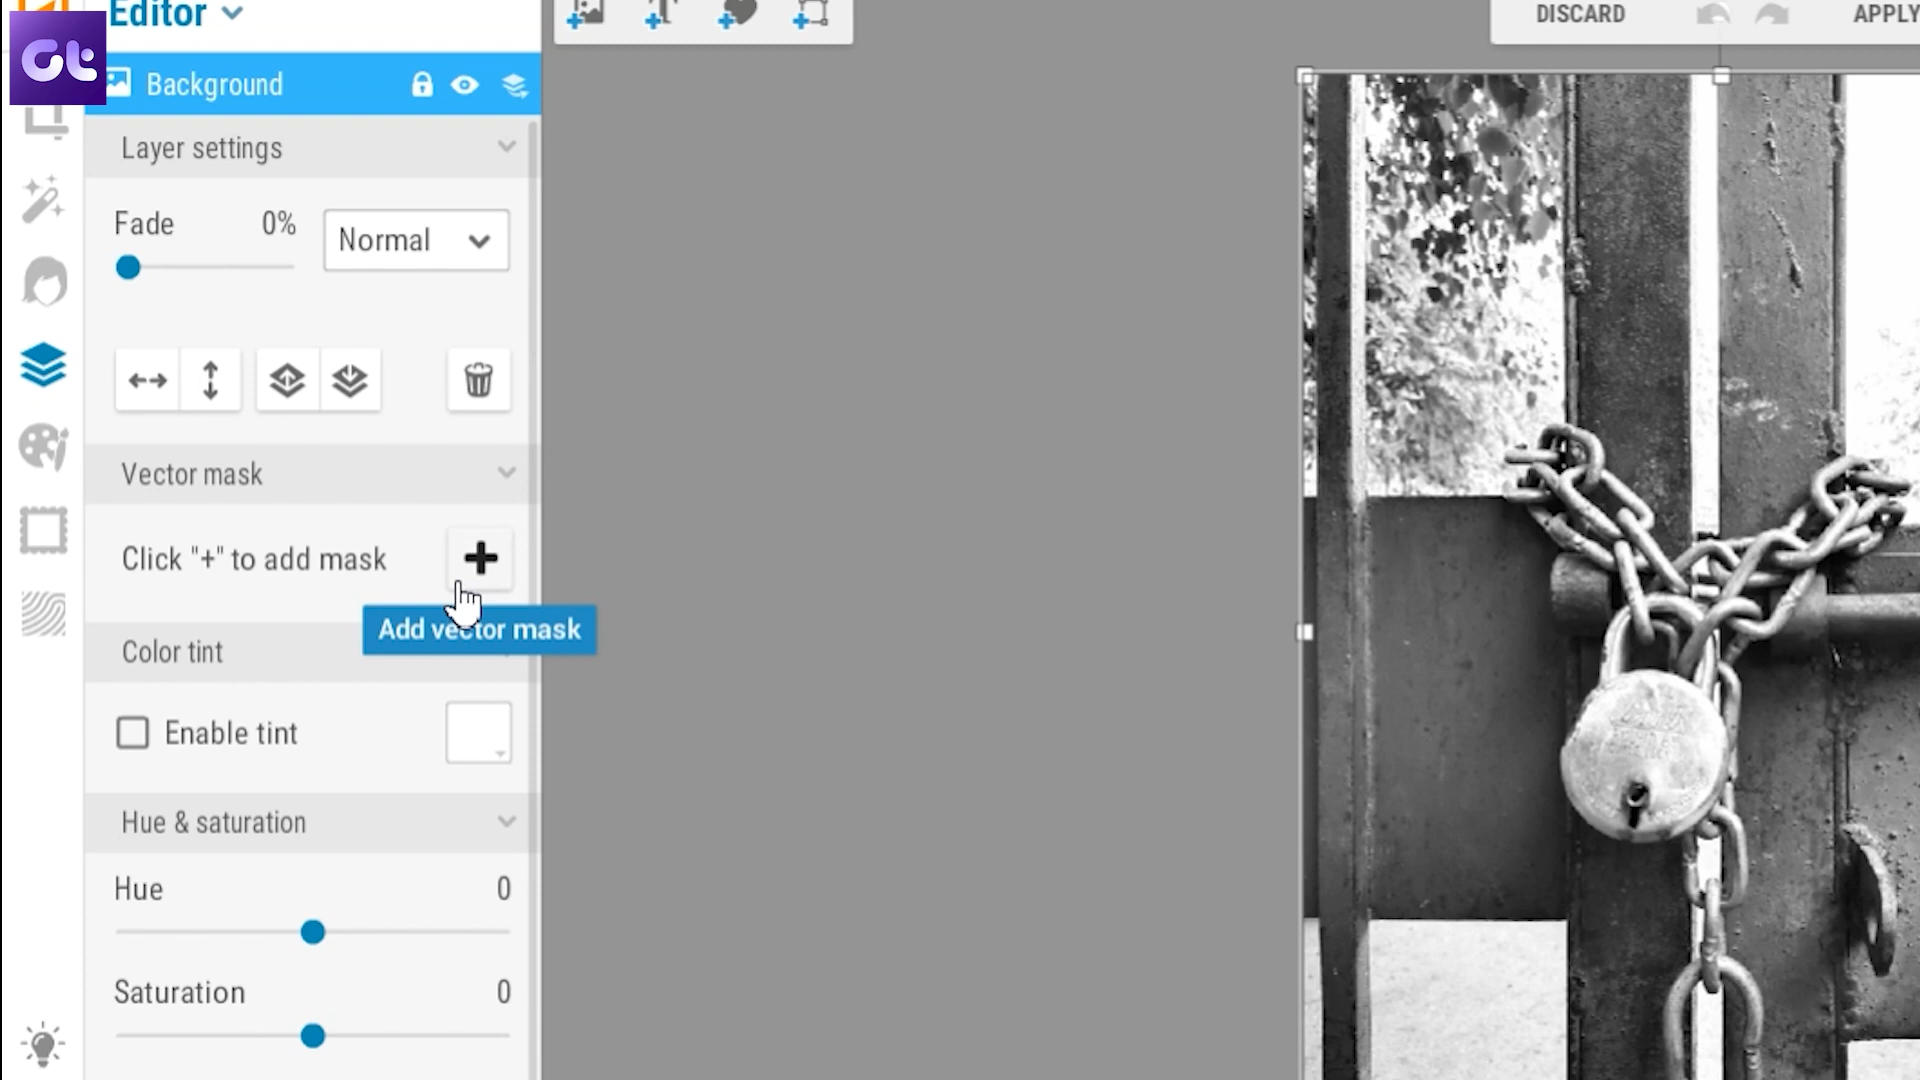 Editor
DISCARD
APPLY
Gt
Background
Layer settings
Fade 0%
Normal
Vector mask
Click "+" to add mask
Add vector mask
Color tint
Enable tint
Hue & saturation
Hue 0
Saturation 0